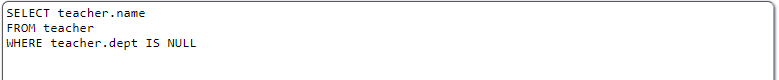 SELECT teacher.name
FROM teacher
WHERE teacher.dept IS NULL